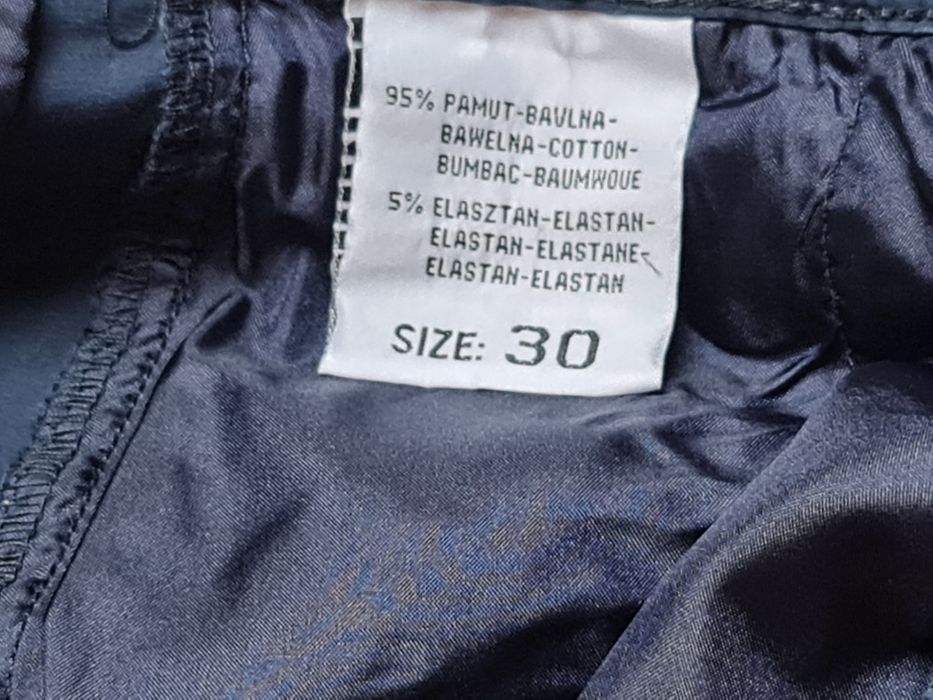 95% PAMUT-BAVLNA-
BAWELNA-COTTON-
BUMBAC-BAUMWOUE
5% ELASZTAN-ELASTAN-
ELASTAN-ELASTANE-
ELASTAN-ELASTAN
SIZE: 30